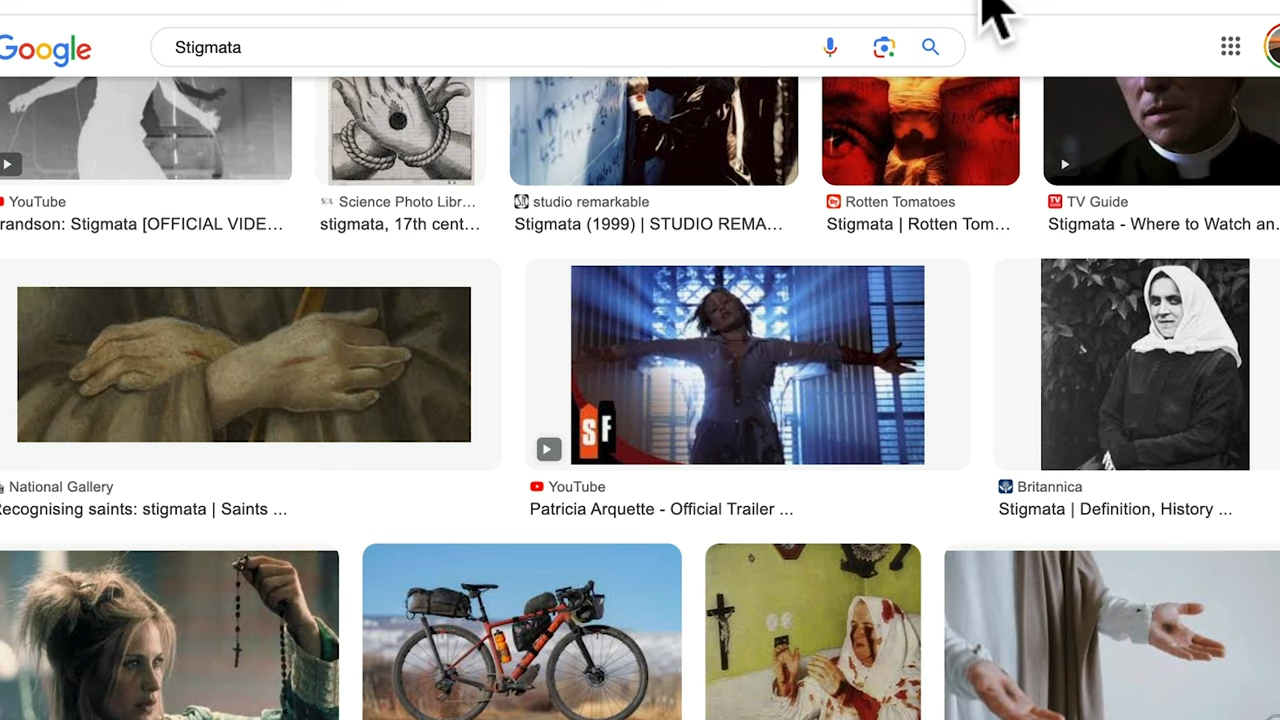 Google
Stigmata
YouTube
randson: Stigmata [OFFICIAL VIDE...
Science Photo Libr...
stigmata, 17th cent...
studio remarkable
Stigmata (1999) | STUDIO REMA...
Rotten Tomatoes
Stigmata | Rotten Tom...
TV Guide
Stigmata - Where to Watch an...
National Gallery
Recognising saints: stigmata | Saints ...
SF
YouTube
Patricia Arquette - Official Trailer ...
Britannica
Stigmata | Definition, History ...